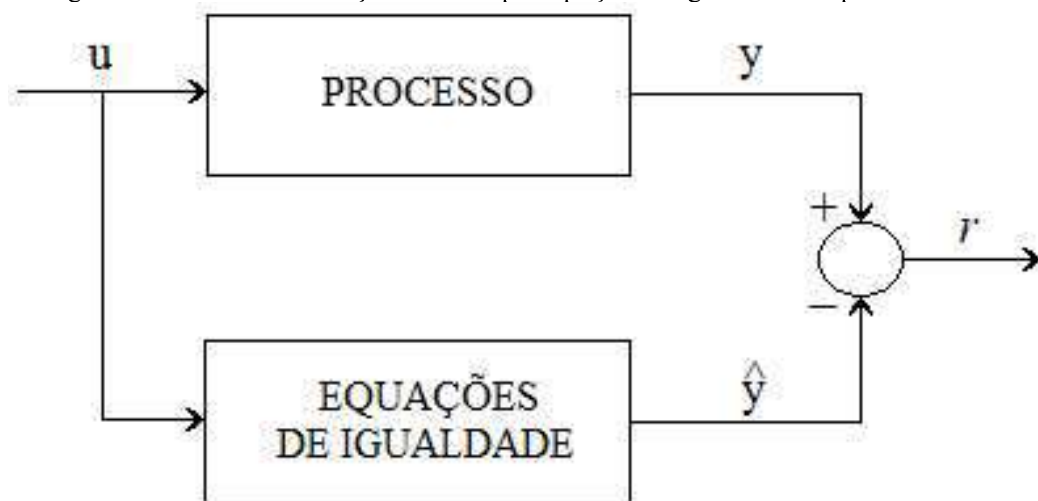 u
PROCESSO
y
+
r
−
EQUAÇÕES
DE IGUALDADE
ŷ